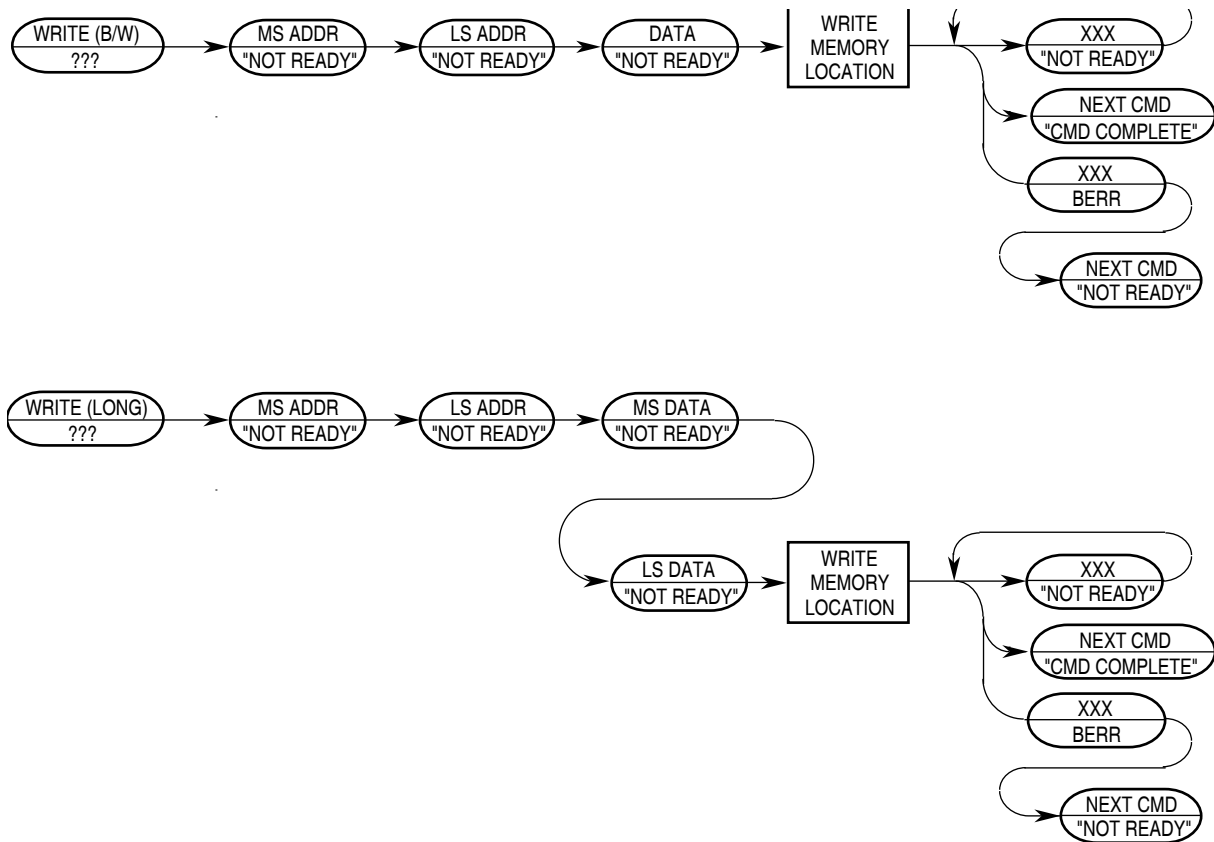 WRITE (B/W)
???
MS ADDR
"NOT READY"
LS ADDR
"NOT READY"
DATA
"NOT READY"
WRITE
MEMORY
LOCATION
XXX
"NOT READY"
NEXT CMD
"CMD COMPLETE"
XXX
BERR
NEXT CMD
"NOT READY"
WRITE (LONG)
???
MS ADDR
"NOT READY"
LS ADDR
"NOT READY"
MS DATA
"NOT READY"
LS DATA
"NOT READY"
WRITE
MEMORY
LOCATION
XXX
"NOT READY"
NEXT CMD
"CMD COMPLETE"
XXX
BERR
NEXT CMD
"NOT READY"